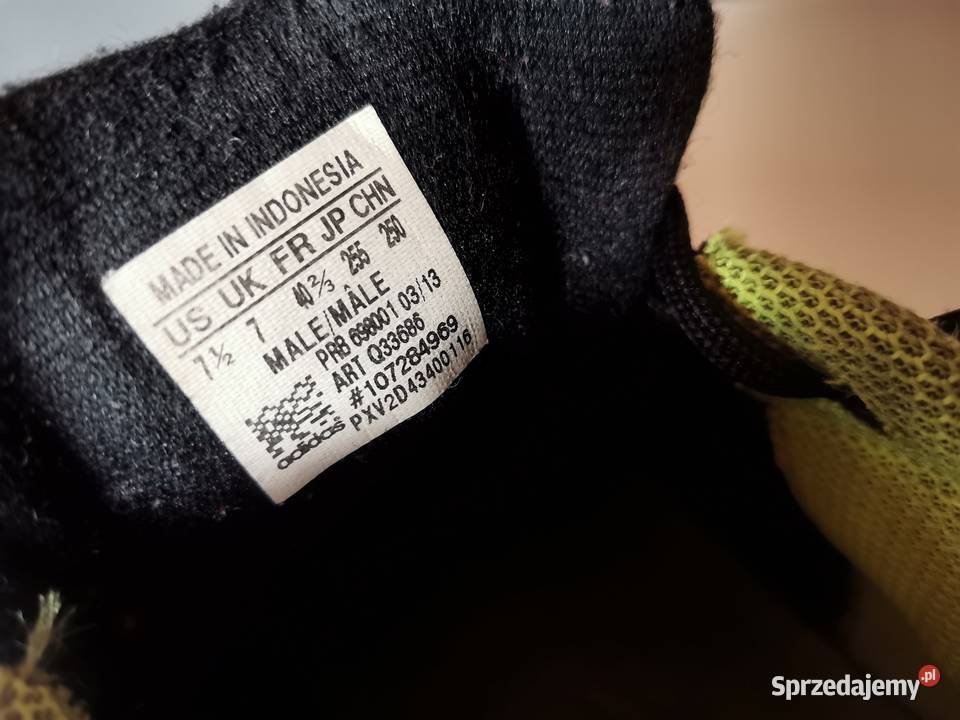 MADE IN INDONESIA
US UK FR JP CHN
7½ 7 40⅔ 255 250
MALE/MÂLE
PRB 698001 03/13
ART Q33686
#107284969
PXV2D43400116
adidas
Sprzedajemy.pl